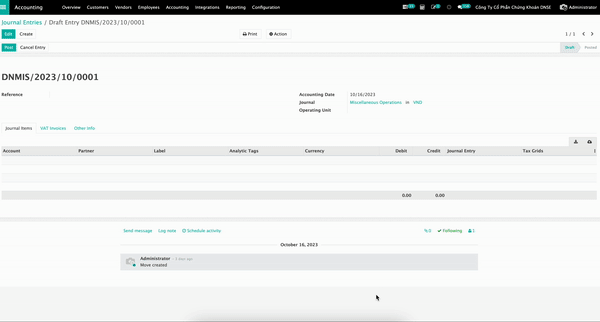 Accounting Overview Customers Vendors Employees Accounting Integrations Reporting Configuration Công Ty Cổ Phần Chứng Khoán DNSE Administrator
Journal Entries / Draft Entry DNMIS/2023/10/0001
Edit Create Print Action 1 / 1
Post Cancel Entry Draft Posted
DNMIS/2023/10/0001
Reference Accounting Date 10/16/2023
Journal Miscellaneous Operations in VND
Operating Unit
Journal Items VAT Invoices Other Info
Account Partner Label Analytic Tags Currency Debit Credit Journal Entry Tax Grids
0.00 0.00
Send message Log note Schedule activity Following
October 16, 2023
Administrator - 3 days ago
Move created